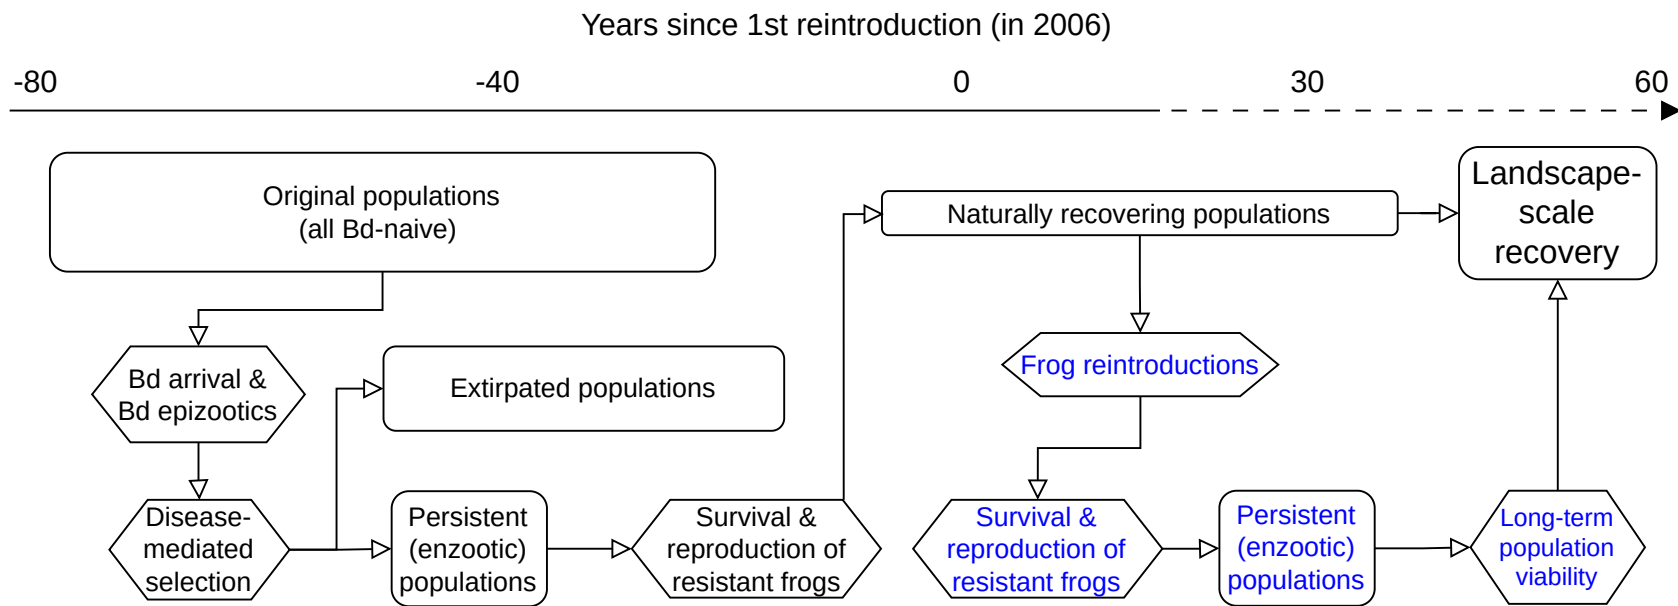 Years since 1st reintroduction (in 2006)
-80
-40
0
30
60
Original populations
(all Bd-naive)
Naturally recovering populations
Landscape-
scale
recovery
Bd arrival &
Bd epizootics
Extirpated populations
Frog reintroductions
Disease-
mediated
selection
Persistent
(enzootic)
populations
Survival &
reproduction of
resistant frogs
Survival &
reproduction of
resistant frogs
Persistent
(enzootic)
populations
Long-term
population
viability